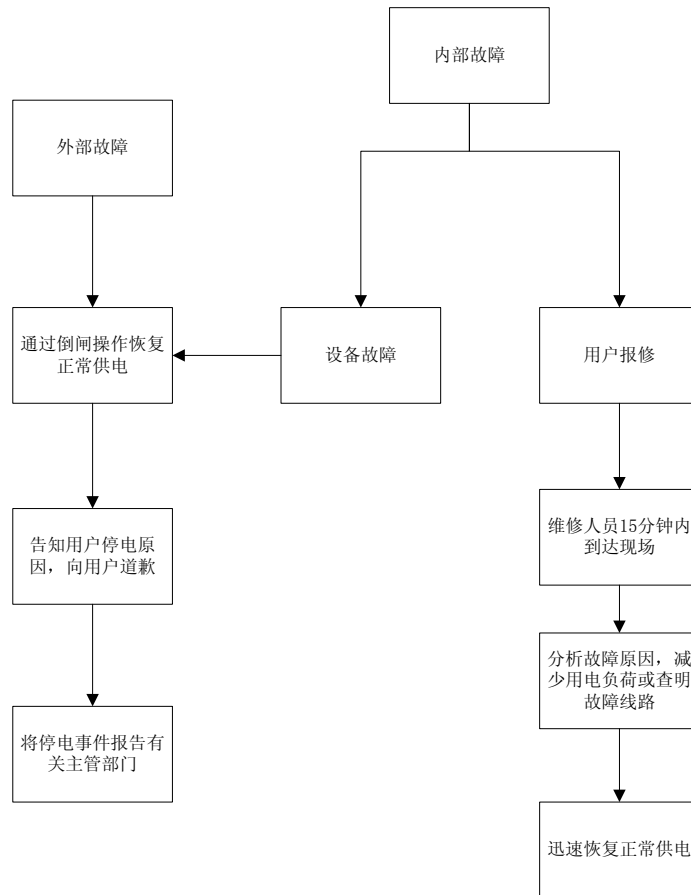 内部故障
外部故障
通过倒闸操作恢复
正常供电
设备故障
用户报修
告知用户停电原
因，向用户道歉
维修人员15分钟内
到达现场
分析故障原因，减
少用电负荷或查明
故障线路
将停电事件报告有
关主管部门
迅速恢复正常供电